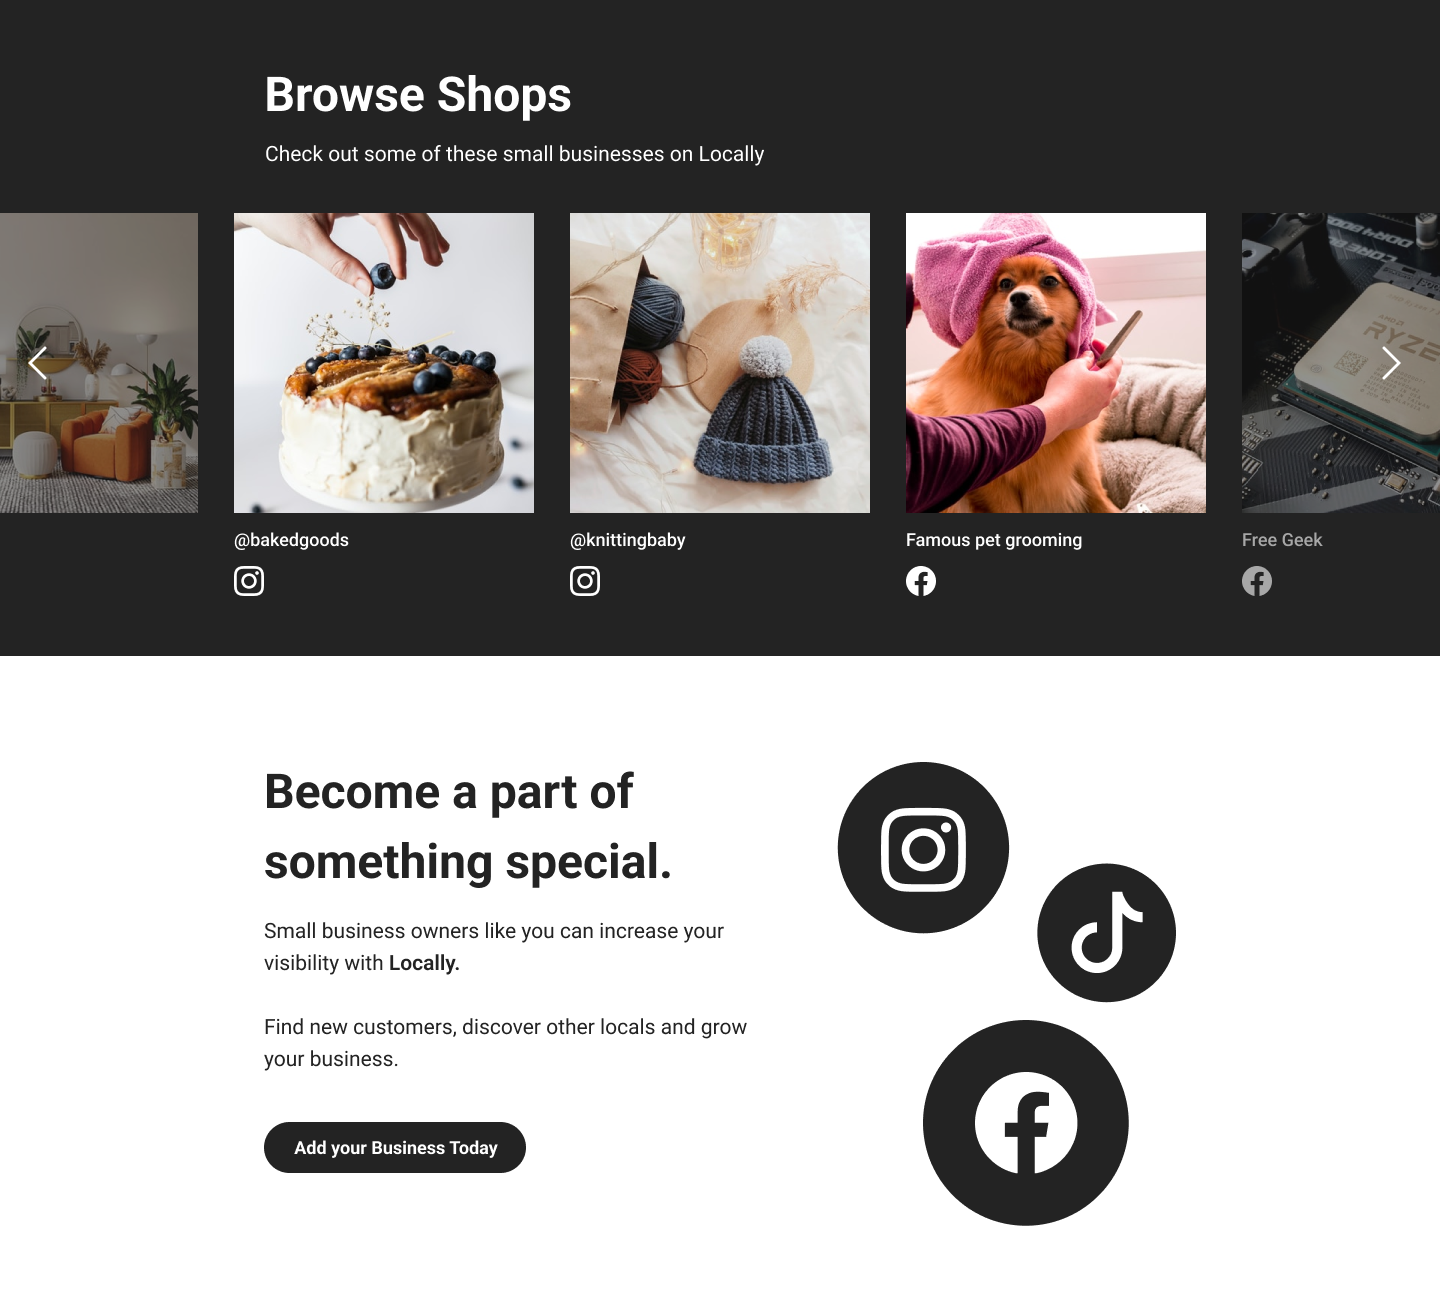 Browse Shops
Check out some of these small businesses on Locally
AMD
RYZE
@bakedgoods
@knittingbaby
Famous pet grooming
Free Geek
Become a part of
something special.
Small business owners like you can increase your
visibility with Locally.
Find new customers, discover other locals and grow
your business.
Add your Business Today